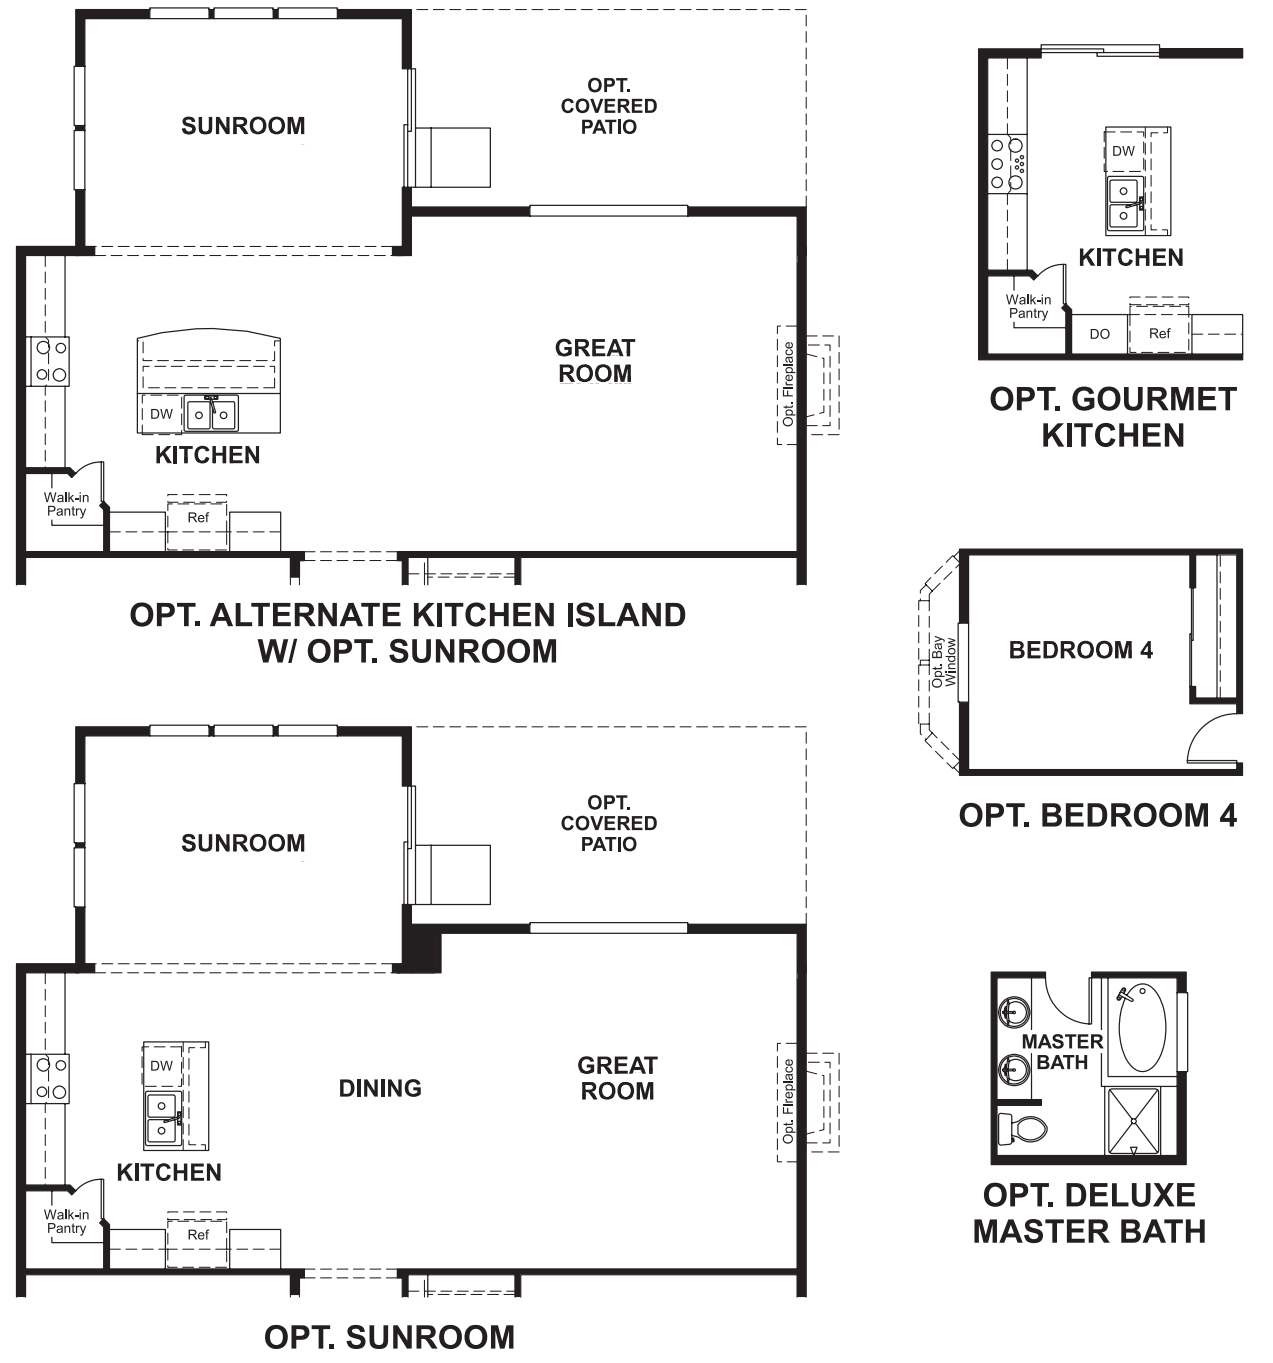 SUNROOM
OPT.
COVERED
PATIO
GREAT
ROOM
Opt. Fireplace
DW
KITCHEN
Walk-in
Pantry
Ref
OPT. ALTERNATE KITCHEN ISLAND
W/ OPT. SUNROOM
DW
KITCHEN
Walk-in
Pantry
DO
Ref
OPT. GOURMET
KITCHEN
BEDROOM 4
Opt. Bay
Window
OPT. BEDROOM 4
SUNROOM
OPT.
COVERED
PATIO
DW
DINING
GREAT
ROOM
Opt. Fireplace
KITCHEN
Walk-in
Pantry
Ref
OPT. SUNROOM
MASTER
BATH
OPT. DELUXE
MASTER BATH